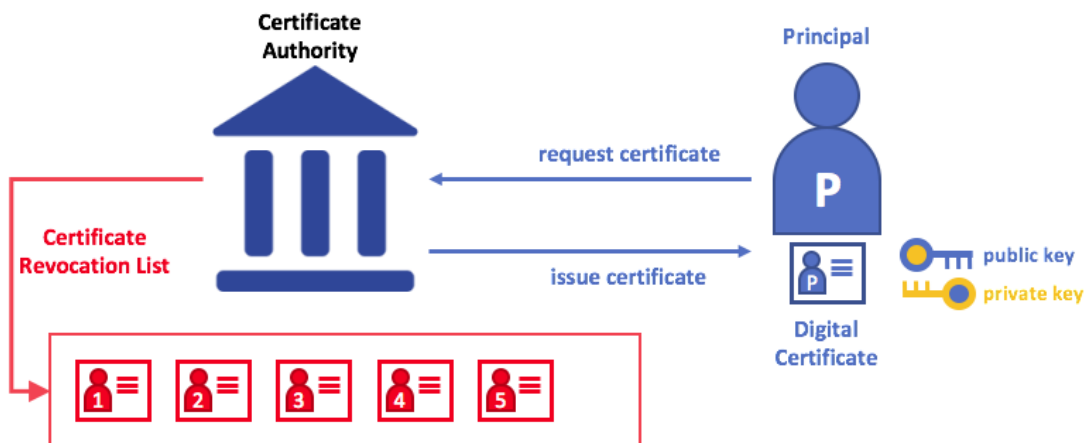 Certificate
Authority
Principal
request certificate
P
Certificate
Revocation List
issue certificate
P
public key
private key
Digital
Certificate
1
2
3
4
5